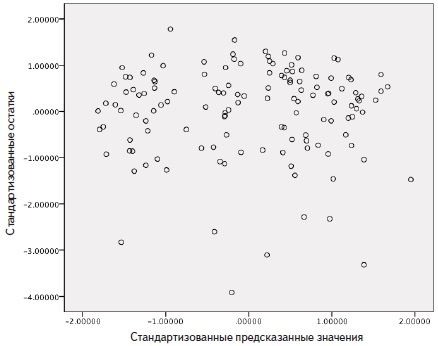 Стандартизованные остатки
2.00000
1.00000
.00000
-1.00000
-2.00000
-3.00000
-4.00000
-2.00000 -1.00000 .00000 1.00000 2.00000
Стандартизованные предсказанные значения